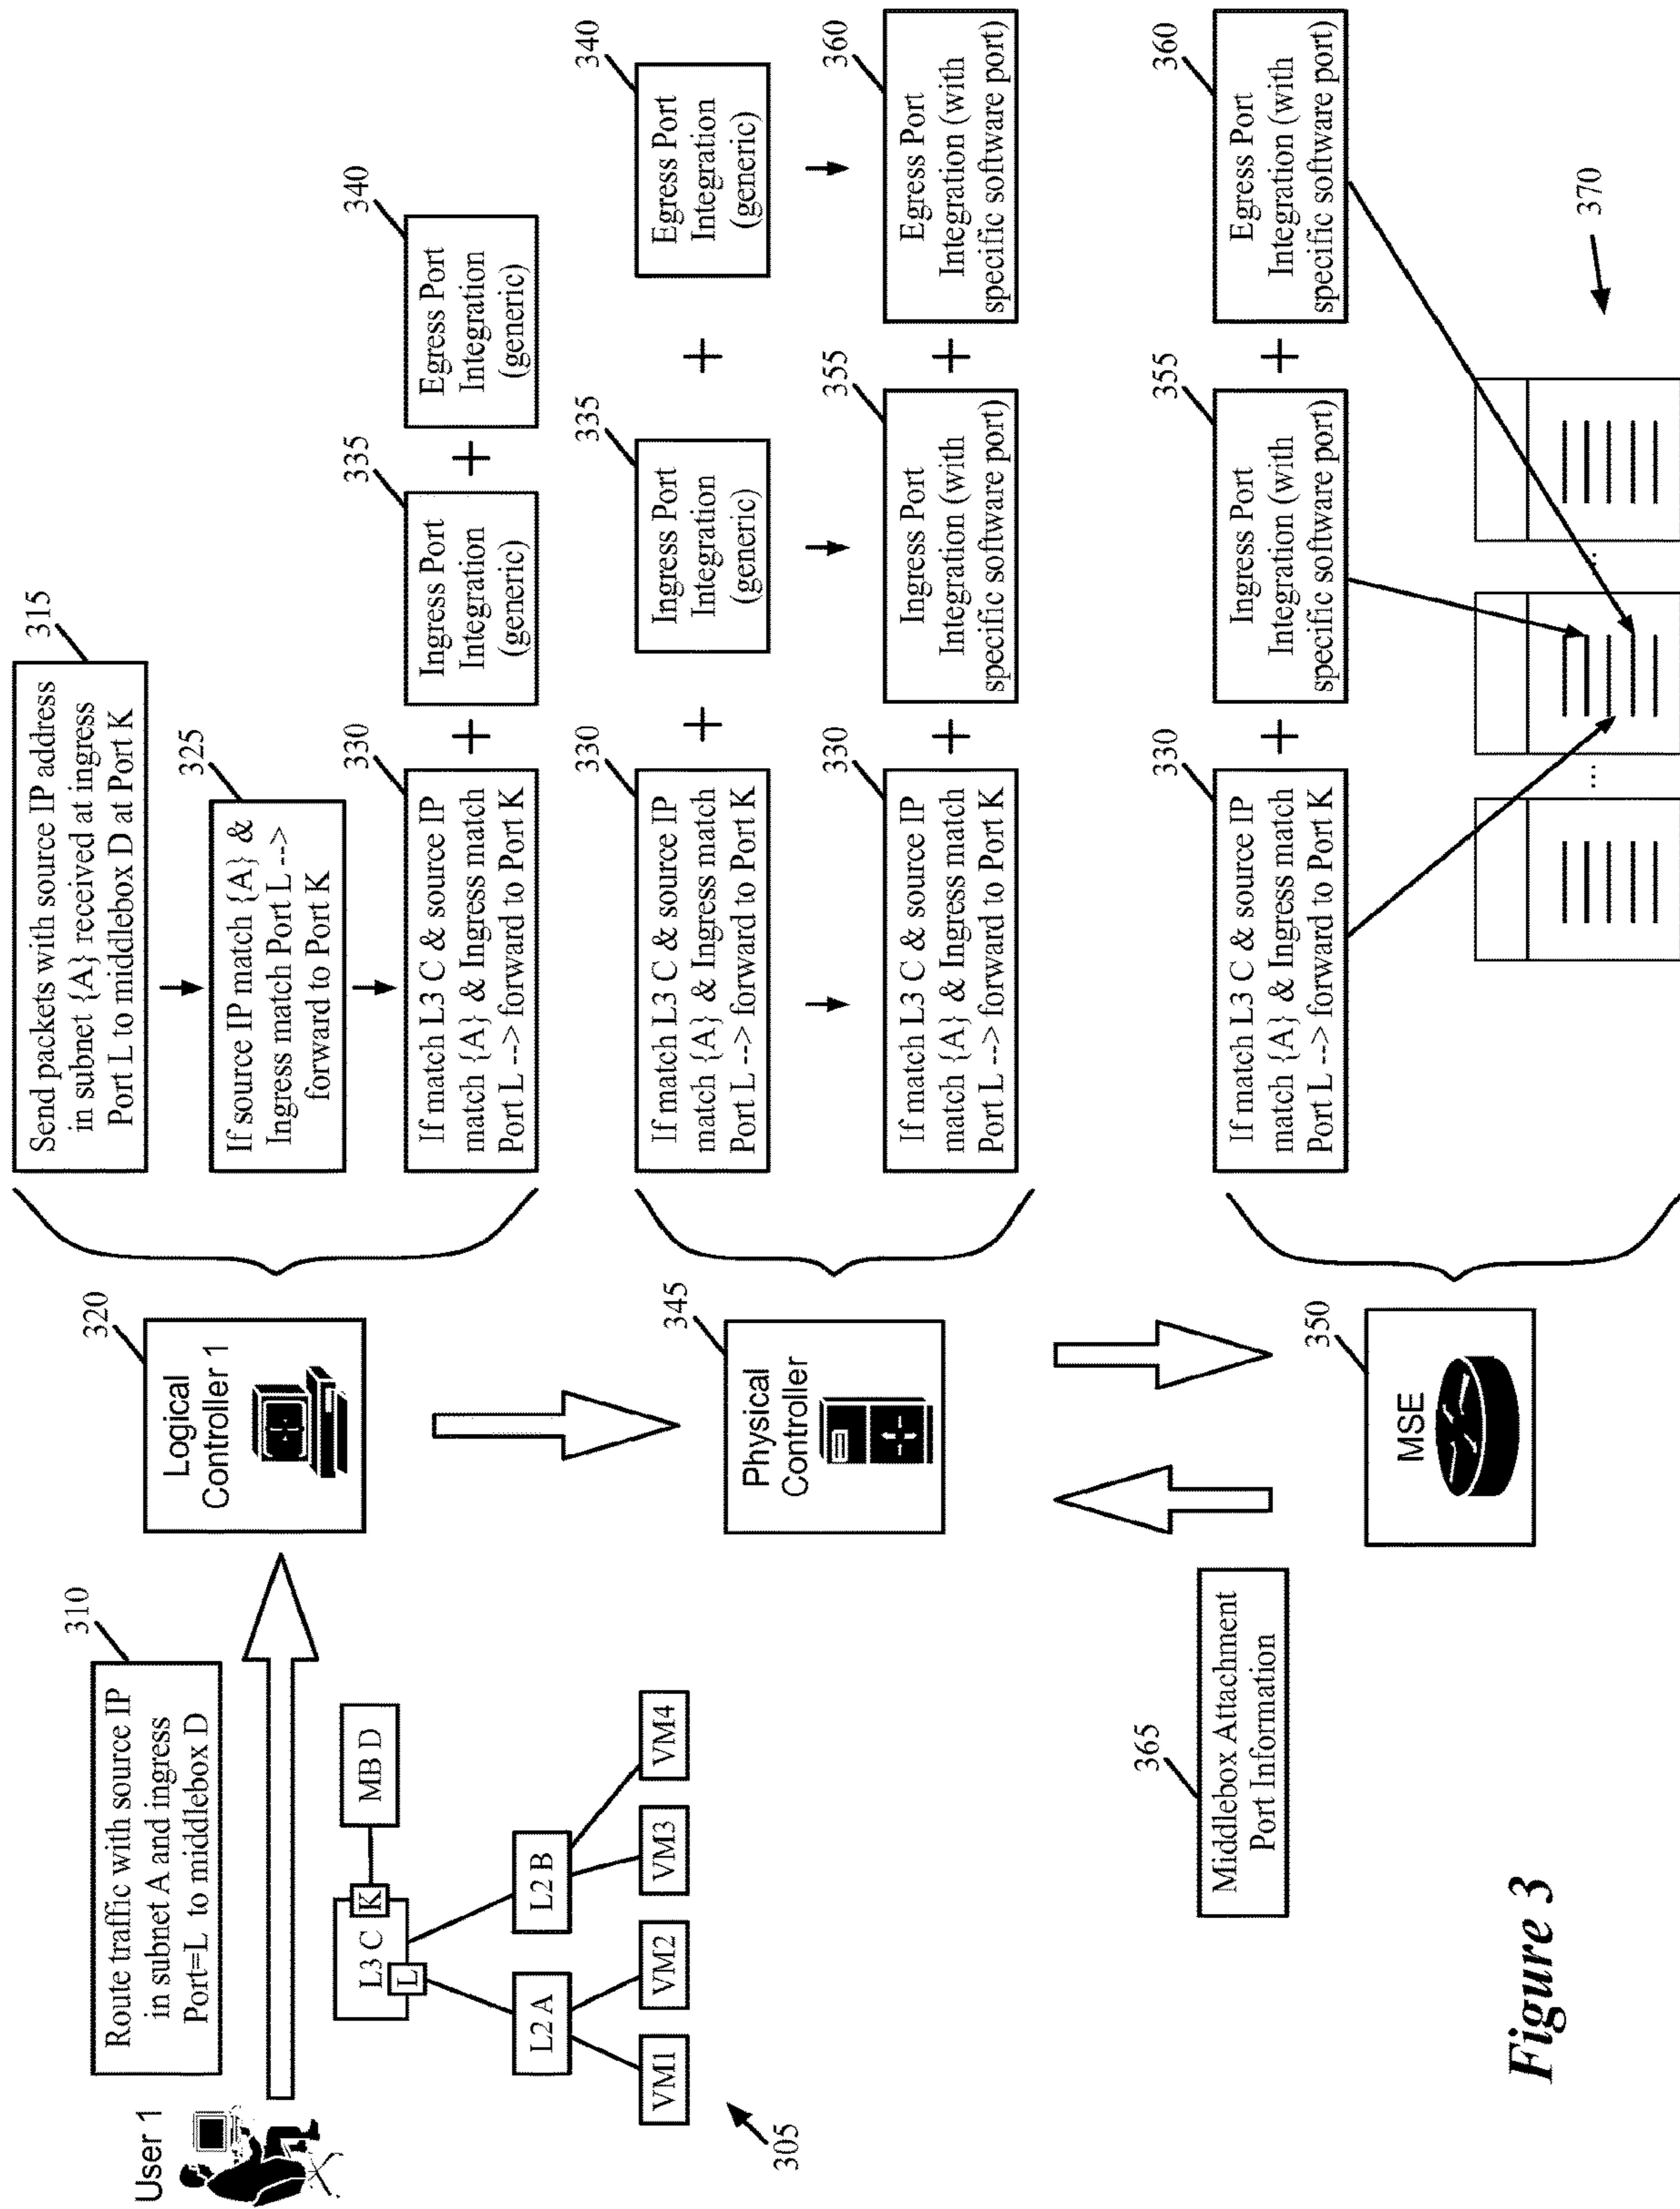 User 1
310
Route traffic with source IP
in subnet A and ingress
Port=L to middlebox D
L3 C
K
L
MB D
L2 A
L2 B
VM1
VM2
VM3
VM4
305
320
Logical
Controller 1
315
Send packets with source IP address
in subnet {A} received at ingress
Port L to middlebox D at Port K
325
If source IP match {A} &
Ingress match Port L -->
forward to Port K
330
If match L3 C & source IP
match {A} & Ingress match
Port L --> forward to Port K
+
335
Ingress Port
Integration
(generic)
+
340
Egress Port
Integration
(generic)
345
Physical
Controller
330
If match L3 C & source IP
match {A} & Ingress match
Port L --> forward to Port K
+
335
Ingress Port
Integration
(generic)
+
340
Egress Port
Integration
(generic)
330
If match L3 C & source IP
match {A} & Ingress match
Port L --> forward to Port K
+
355
Ingress Port
Integration (with
specific software port)
+
360
Egress Port
Integration (with
specific software port)
365
Middlebox Attachment
Port Information
350
MSE
330
If match L3 C & source IP
match {A} & Ingress match
Port L --> forward to Port K
+
355
Ingress Port
Integration (with
specific software port)
+
360
Egress Port
Integration (with
specific software port)
...
...
370
Figure 3